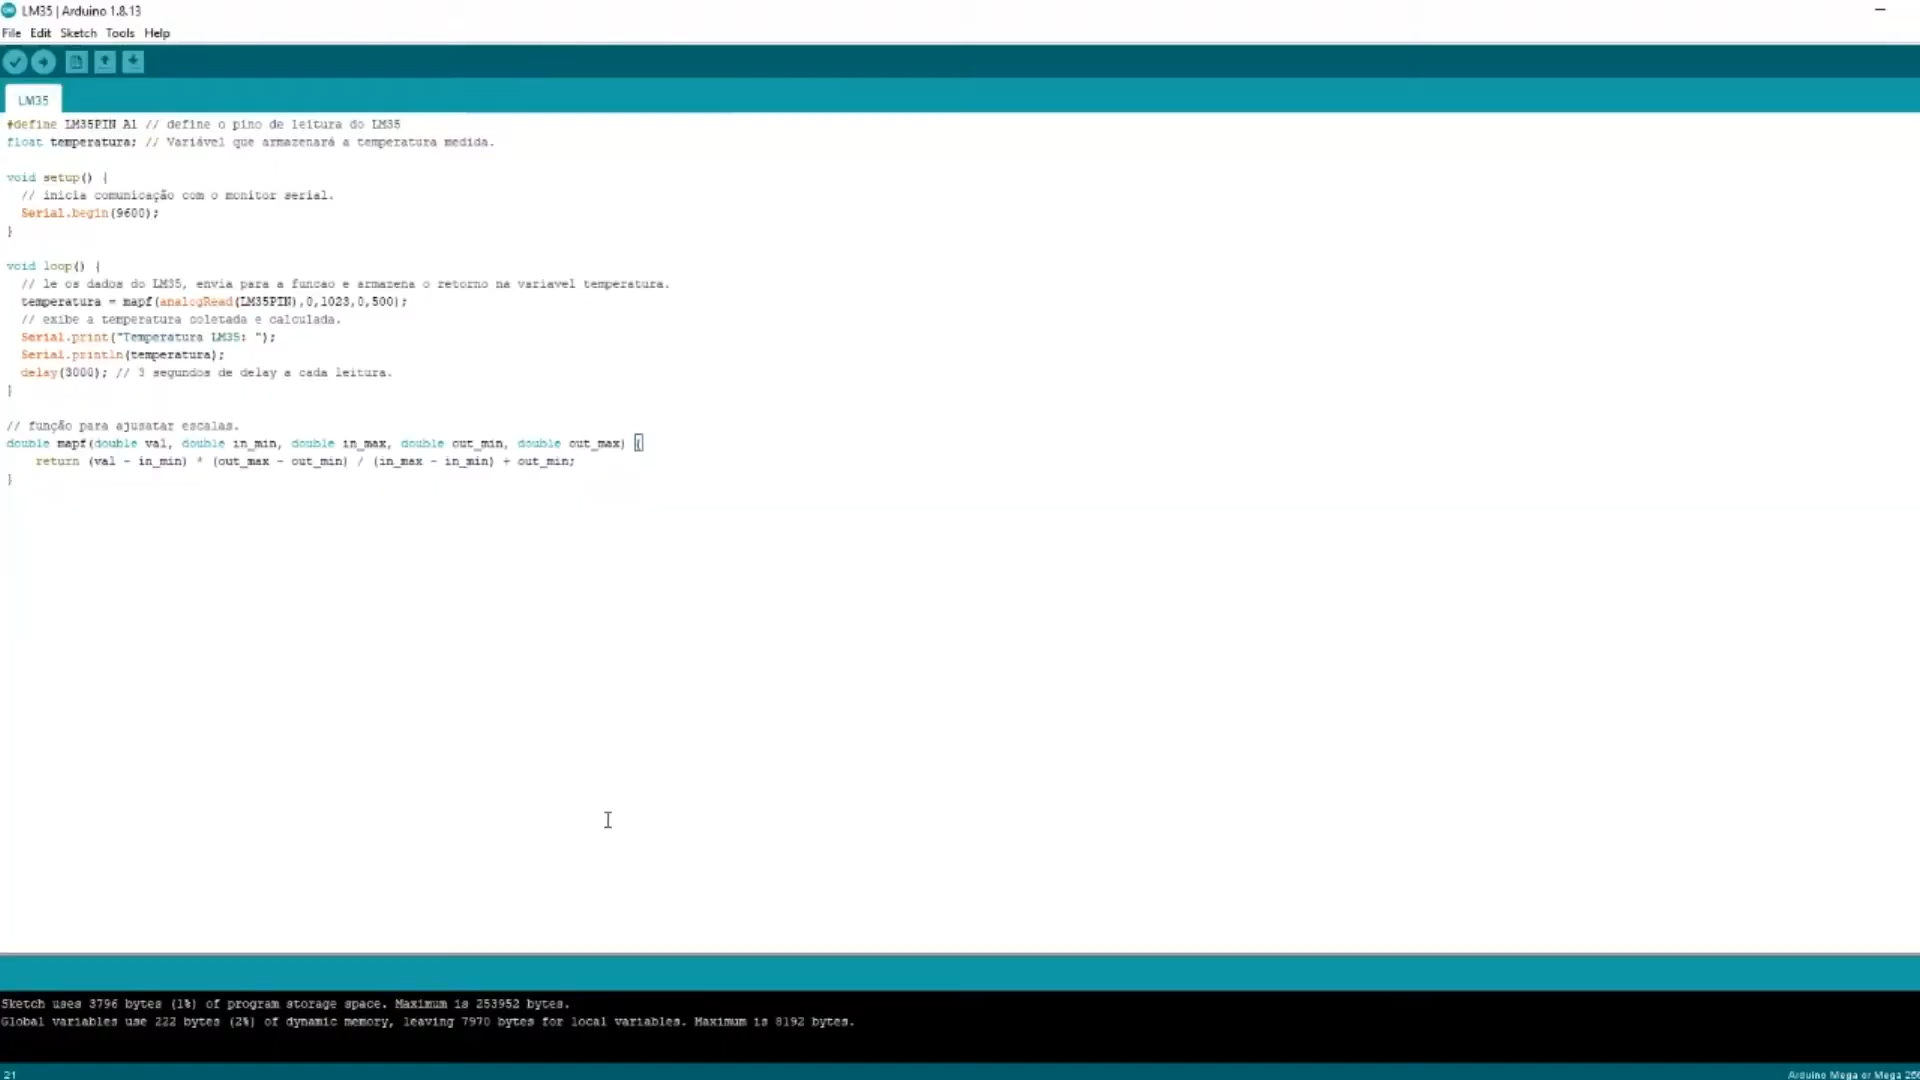 LM35 | Arduino 1.8.13
File Edit Sketch Tools Help
LM35
#define LM35PIN A1 // define o pino de leitura do LM35
float temperatura; // Variável que armazenará a temperatura medida.
void setup() {
// inicia comunicação com o monitor serial.
Serial.begin(9600);
}
void loop() {
// le os dados do LM35, envia para a funcao e armazena o retorno na variavel temperatura.
temperatura = mapf(analogRead(LM35PIN),0,1023,0,500);
// exibe a temperatura coletada e calculada.
Serial.print("Temperatura LM35: ");
Serial.println(temperatura);
delay(3000); // 3 segundos de delay a cada leitura.
}
// função para ajusatar escalas.
double mapf(double val, double in_min, double in_max, double out_min, double out_max) {
return (val - in_min) * (out_max - out_min) / (in_max - in_min) + out_min;
}
Sketch uses 3796 bytes (1%) of program storage space. Maximum is 253952 bytes.
Global variables use 222 bytes (2%) of dynamic memory, leaving 7970 bytes for local variables. Maximum is 8192 bytes.
21
Arduino Mega or Mega 256